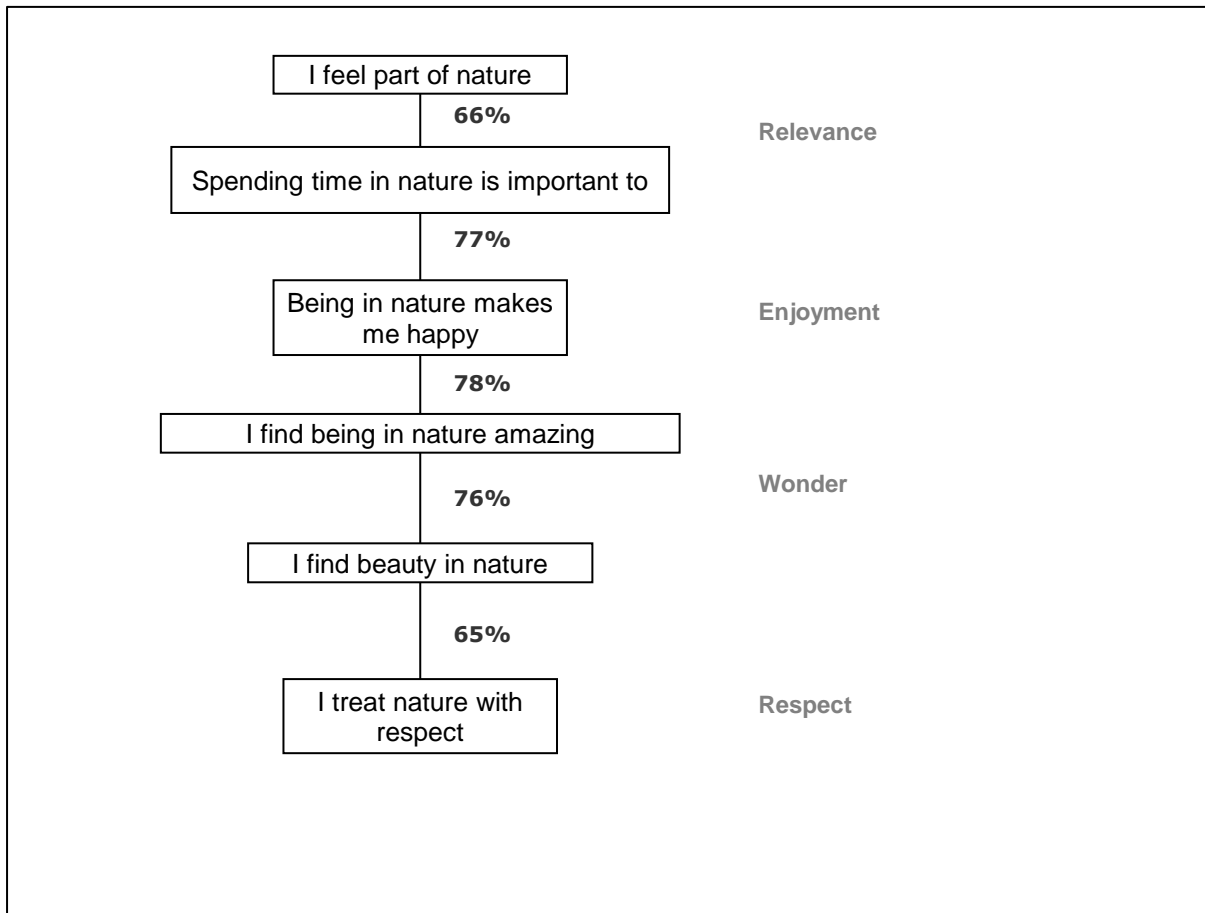 I feel part of nature
66%
Relevance
Spending time in nature is important to
77%
Being in nature makes
me happy
Enjoyment
78%
I find being in nature amazing
76%
Wonder
I find beauty in nature
65%
I treat nature with
respect
Respect